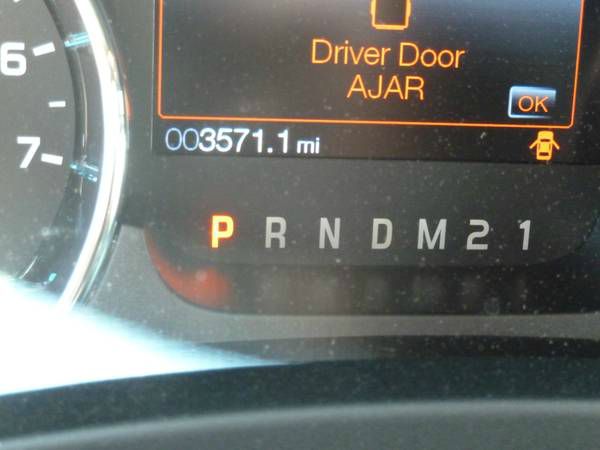 6
Driver Door
AJAR
OK
7
003571.1 mi
P R N D M 2 1